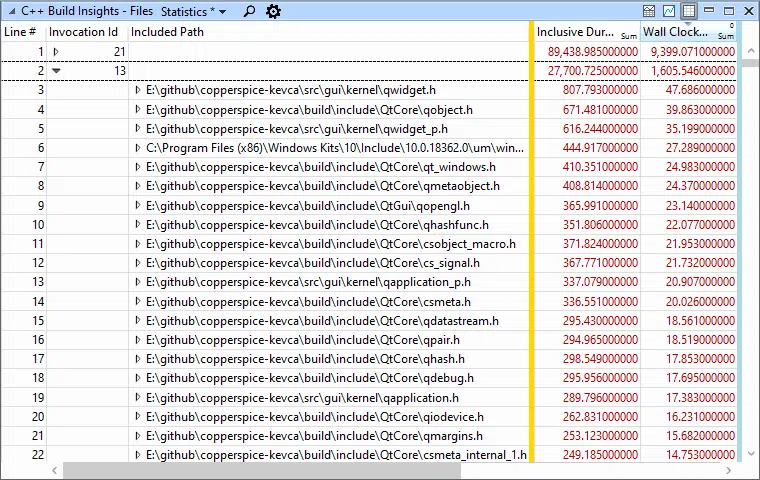 C++ Build Insights - Files Statistics *
Line # Invocation Id Included Path Inclusive Dur... Sum Wall Clock... 0 Sum
1 21 89,438.985000000 9,399.071000000
2 13 27,700.725000000 1,605.546000000
3 E:\github\copperspice-kevca\src\gui\kernel\qwidget.h 807.793000000 47.686000000
4 E:\github\copperspice-kevca\build\include\QtCore\qobject.h 671.481000000 39.863000000
5 E:\github\copperspice-kevca\src\gui\kernel\qwidget_p.h 616.244000000 35.199000000
6 C:\Program Files (x86)\Windows Kits\10\Include\10.0.18362.0\um\win... 444.917000000 27.289000000
7 E:\github\copperspice-kevca\build\include\QtCore\qt_windows.h 410.351000000 24.983000000
8 E:\github\copperspice-kevca\build\include\QtCore\qmetaobject.h 408.814000000 24.370000000
9 E:\github\copperspice-kevca\build\include\QtGui\qopengl.h 365.991000000 23.140000000
10 E:\github\copperspice-kevca\build\include\QtCore\qhashfunc.h 351.806000000 22.077000000
11 E:\github\copperspice-kevca\build\include\QtCore\csobject_macro.h 371.824000000 21.953000000
12 E:\github\copperspice-kevca\build\include\QtCore\cs_signal.h 367.771000000 21.732000000
13 E:\github\copperspice-kevca\src\gui\kernel\qapplication_p.h 337.079000000 20.907000000
14 E:\github\copperspice-kevca\build\include\QtCore\csmeta.h 336.551000000 20.026000000
15 E:\github\copperspice-kevca\build\include\QtCore\qdatastream.h 295.430000000 18.561000000
16 E:\github\copperspice-kevca\build\include\QtCore\qpair.h 294.965000000 18.519000000
17 E:\github\copperspice-kevca\build\include\QtCore\qhash.h 298.549000000 17.853000000
18 E:\github\copperspice-kevca\build\include\QtCore\qdebug.h 295.956000000 17.695000000
19 E:\github\copperspice-kevca\src\gui\kernel\qapplication.h 289.796000000 17.383000000
20 E:\github\copperspice-kevca\build\include\QtCore\qiodevice.h 262.831000000 16.231000000
21 E:\github\copperspice-kevca\build\include\QtCore\qmargins.h 253.123000000 15.682000000
22 E:\github\copperspice-kevca\build\include\QtCore\csmeta_internal_1.h 249.185000000 14.753000000